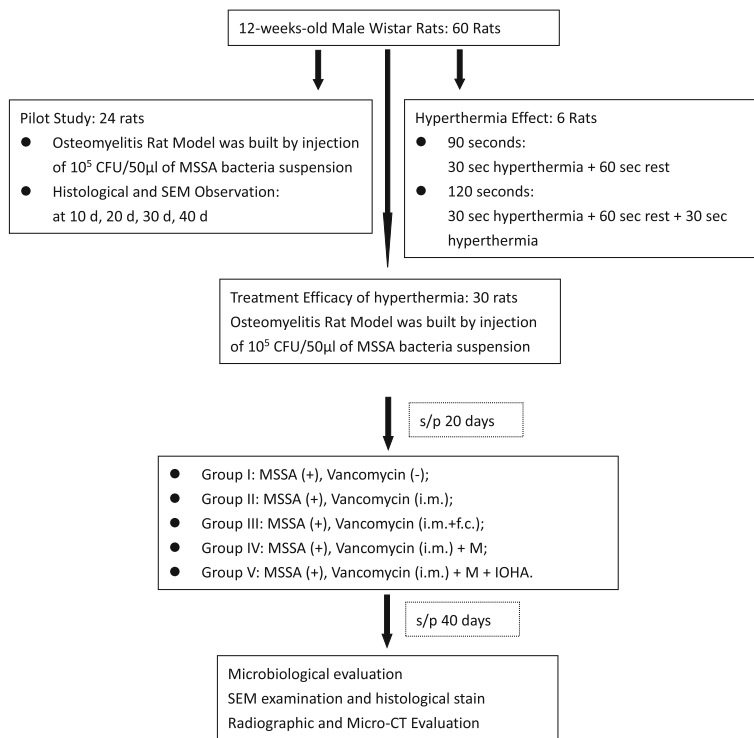 12-weeks-old Male Wistar Rats: 60 Rats
Pilot Study: 24 rats
● Osteomyelitis Rat Model was built by injection
of 10⁵ CFU/50µl of MSSA bacteria suspension
● Histological and SEM Observation:
at 10 d, 20 d, 30 d, 40 d
Hyperthermia Effect: 6 Rats
● 90 seconds:
30 sec hyperthermia + 60 sec rest
● 120 seconds:
30 sec hyperthermia + 60 sec rest + 30 sec
hyperthermia
Treatment Efficacy of hyperthermia: 30 rats
Osteomyelitis Rat Model was built by injection
of 10⁵ CFU/50µl of MSSA bacteria suspension
s/p 20 days
● Group I: MSSA (+), Vancomycin (-);
● Group II: MSSA (+), Vancomycin (i.m.);
● Group III: MSSA (+), Vancomycin (i.m.+f.c.);
● Group IV: MSSA (+), Vancomycin (i.m.) + M;
● Group V: MSSA (+), Vancomycin (i.m.) + M + IOHA.
s/p 40 days
Microbiological evaluation
SEM examination and histological stain
Radiographic and Micro-CT Evaluation